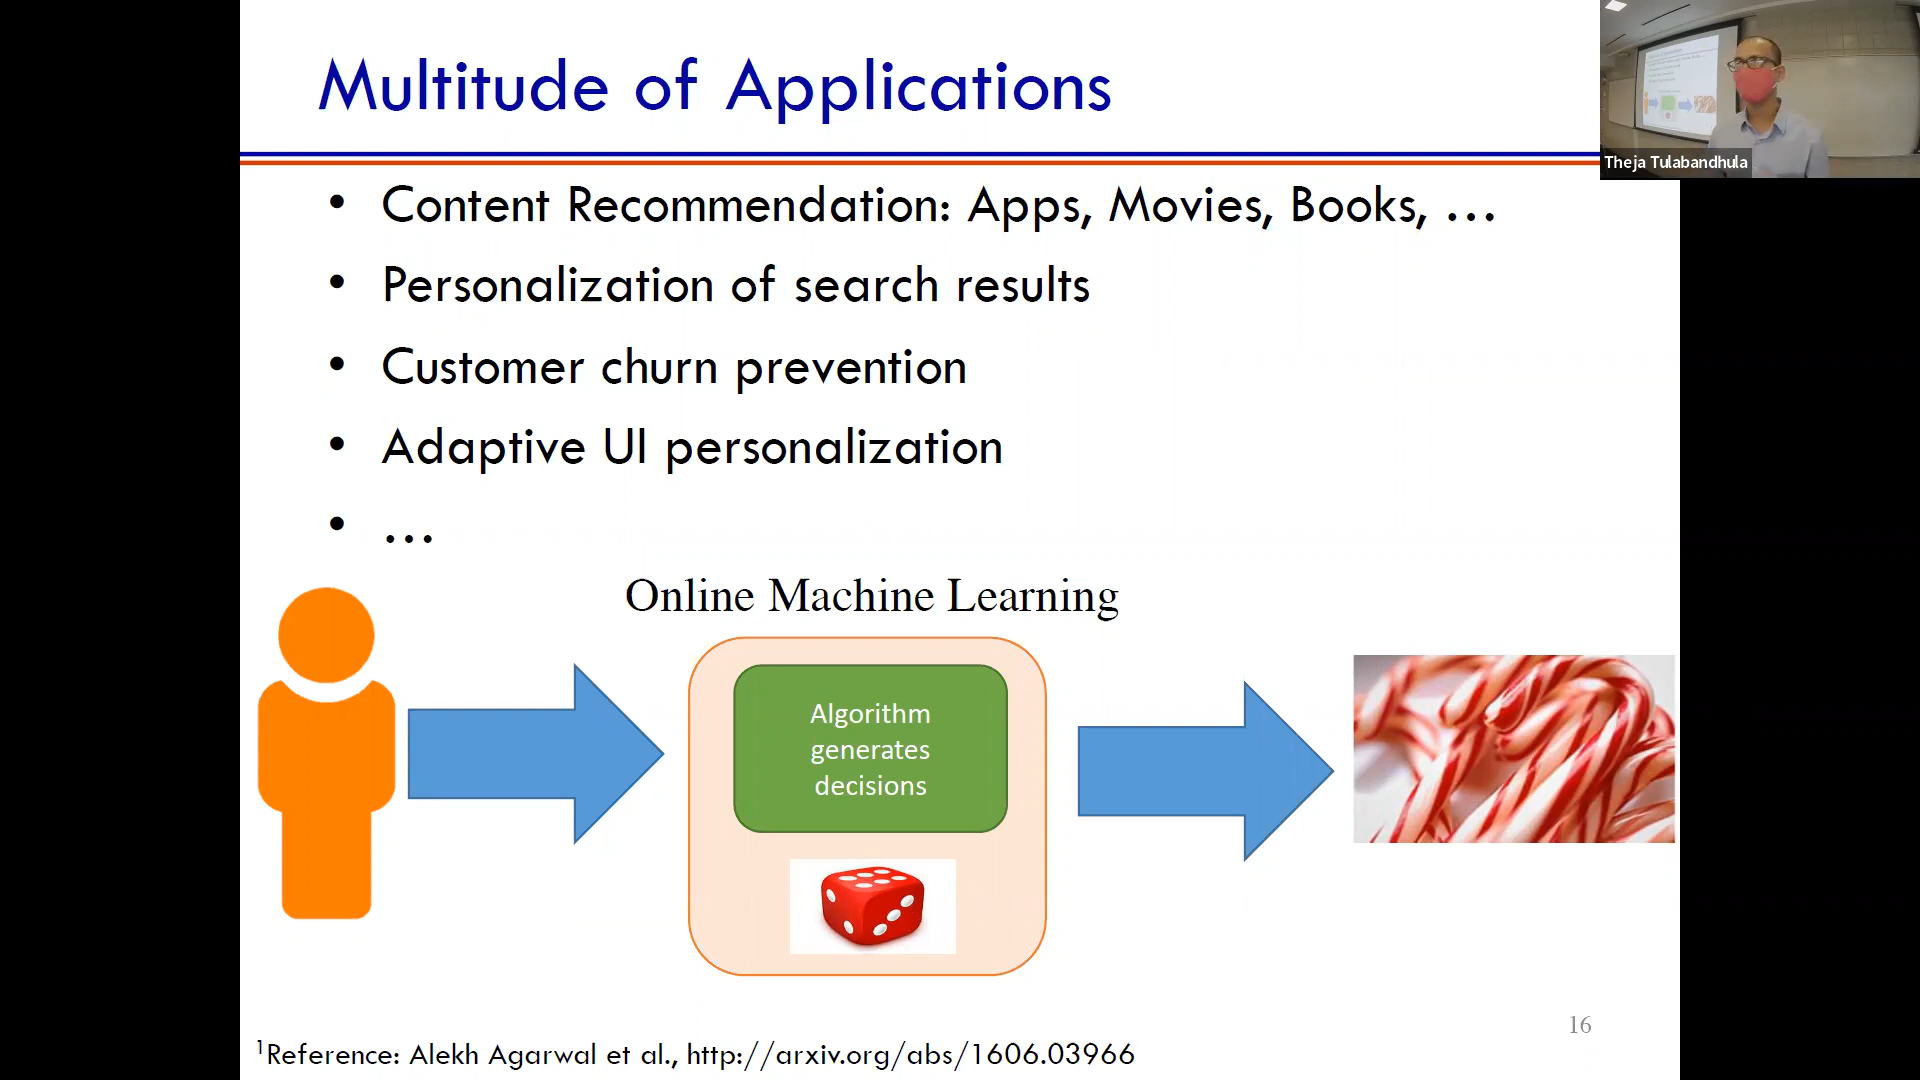 Multitude of Applications
Theja Tulabandhula
• Content Recommendation: Apps, Movies, Books, …
• Personalization of search results
• Customer churn prevention
• Adaptive UI personalization
• …
Online Machine Learning
Algorithm
generates
decisions
16
¹Reference: Alekh Agarwal et al., http://arxiv.org/abs/1606.03966